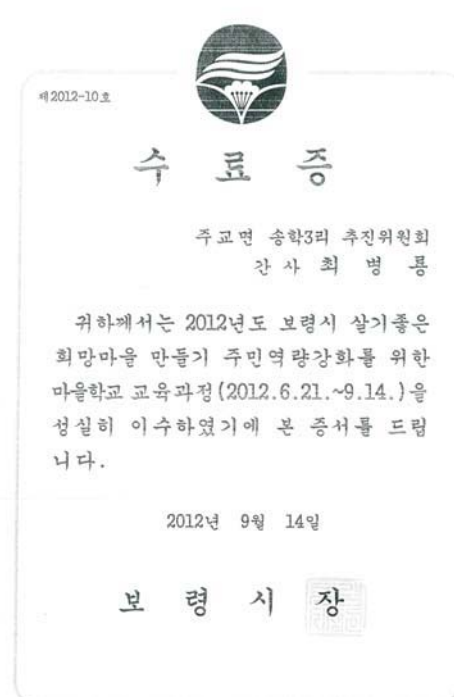 제2012-10호
수 료 증
주교면 송학3리 추진위원회
간 사 최 병 룡
귀하께서는 2012년도 보령시 살기좋은
희망마을 만들기 주민역량강화를 위한
마을학교 교육과정(2012.6.21.~9.14.)을
성실히 이수하였기에 본 증서를 드립
니다.
2012년 9월 14일
보 령 시 장